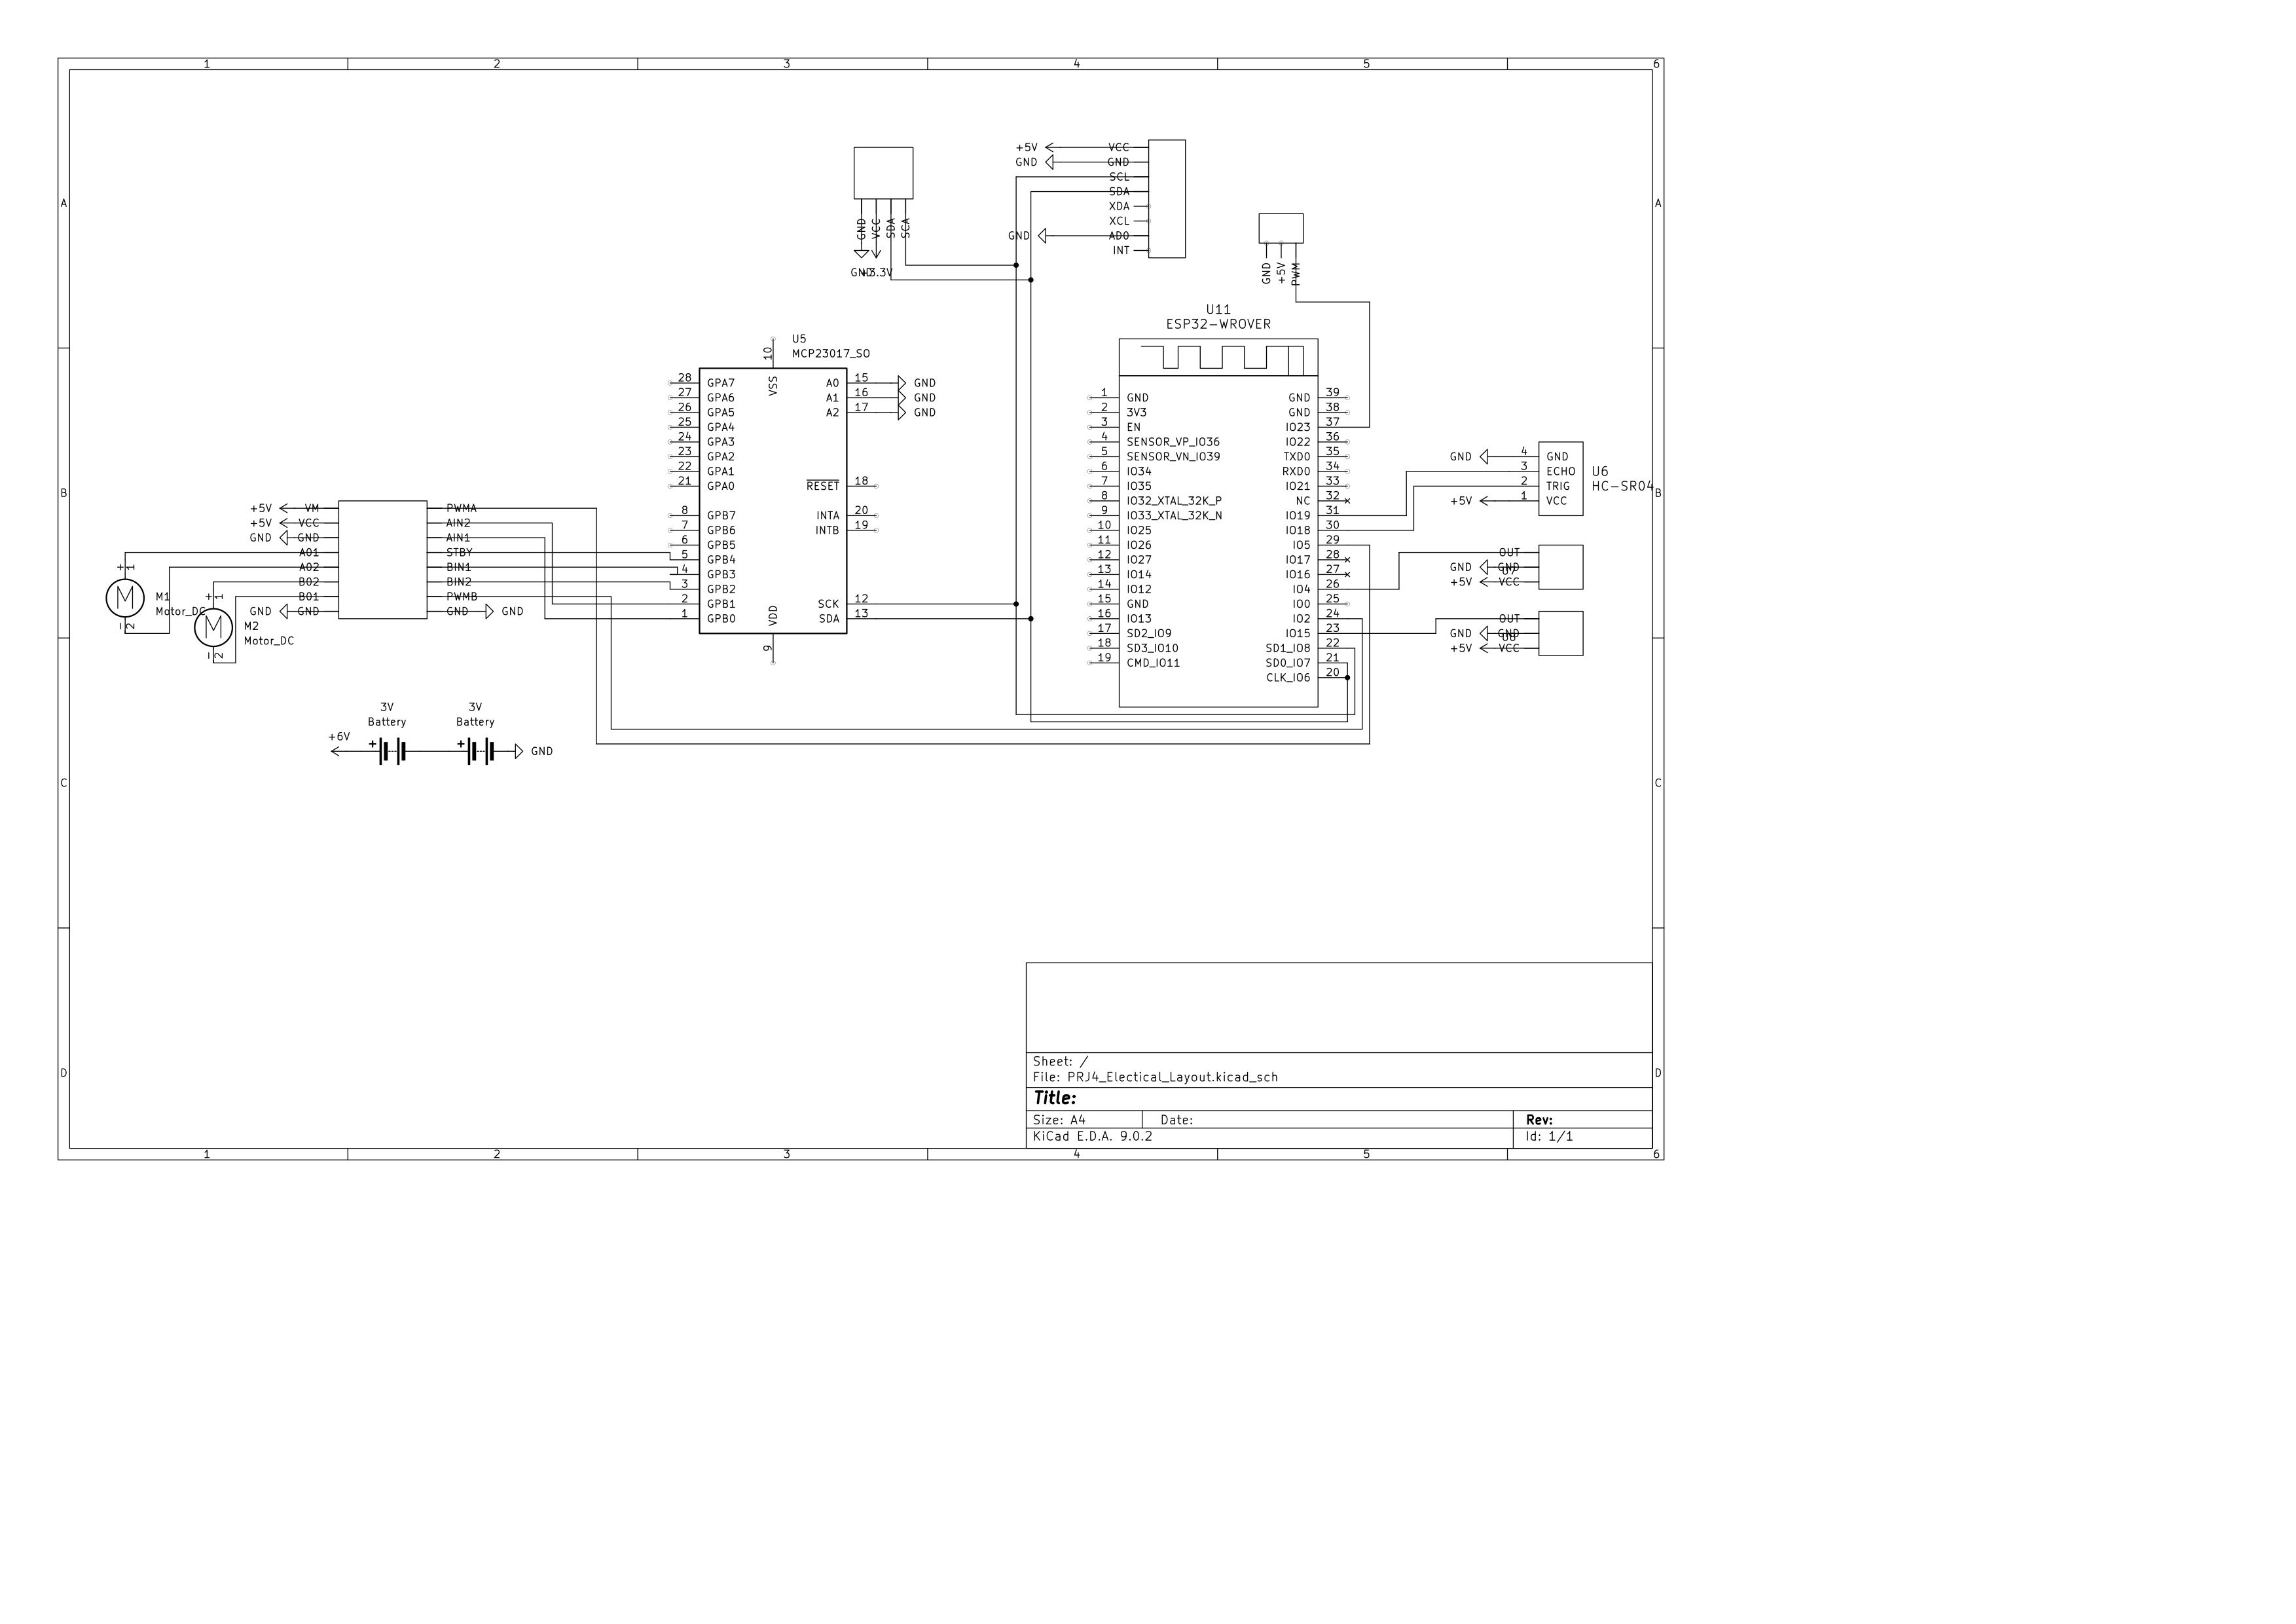 1 2 3 4 5 6
A A
+5V VCC
GND GND
SCL
SDA
XDA
XCL
GND AD0
INT
GND VCC SDA SCA
GND +3.3V
GND +5V PWM
U11
ESP32-WROVER
1 GND
2 3V3
3 EN
4 SENSOR_VP_IO36
5 SENSOR_VN_IO39
6 IO34
7 IO35
8 IO32_XTAL_32K_P
9 IO33_XTAL_32K_N
10 IO25
11 IO26
12 IO27
13 IO14
14 IO12
15 GND
16 IO13
17 SD2_IO9
18 SD3_IO10
19 CMD_IO11
GND 39
GND 38
IO23 37
IO22 36
TXD0 35
RXD0 34
IO21 33
NC 32
IO19 31
IO18 30
IO5 29
IO17 28
IO16 27
IO4 26
IO0 25
IO2 24
IO15 23
SD1_IO8 22
SD0_IO7 21
CLK_IO6 20
U5
MCP23017_SO
10 VSS
28 GPA7
27 GPA6
26 GPA5
25 GPA4
24 GPA3
23 GPA2
22 GPA1
21 GPA0
8 GPB7
7 GPB6
6 GPB5
5 GPB4
4 GPB3
3 GPB2
2 GPB1
1 GPB0
A0 15 GND
A1 16 GND
A2 17 GND
RESET 18
INTA 20
INTB 19
SCK 12
SDA 13
VDD 9
B B
GND 4 GND
3 ECHO
2 TRIG
+5V 1 VCC
U6
HC-SR04
OUT
GND GND
U7
+5V VCC
OUT
GND GND
U8
+5V VCC
+5V VM
+5V VCC
GND GND
A01
A02
B02
B01
GND GND
PWMA
AIN2
AIN1
STBY
BIN1
BIN2
PWMB
GND GND
+ 1
M
M1
Motor_DC
- 2
+ 1
M
M2
Motor_DC
- 2
3V
Battery
3V
Battery
+6V + + GND
C C
D D
Sheet: /
File: PRJ4_Electical_Layout.kicad_sch
Title:
Size: A4 Date: Rev:
KiCad E.D.A. 9.0.2 Id: 1/1
1 2 3 4 5 6